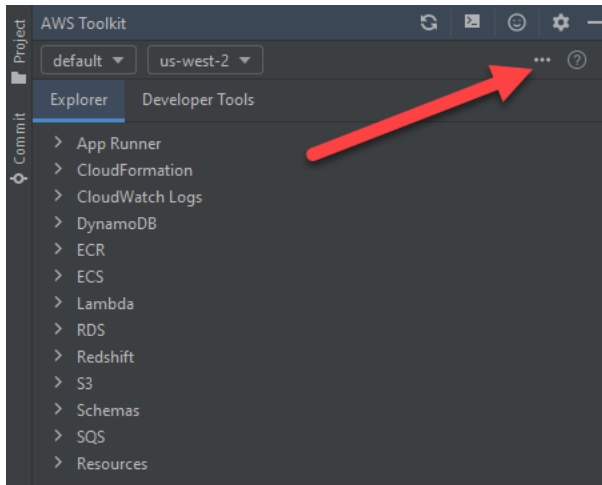 Project
Commit
AWS Toolkit
default us-west-2
Explorer Developer Tools
App Runner
CloudFormation
CloudWatch Logs
DynamoDB
ECR
ECS
Lambda
RDS
Redshift
S3
Schemas
SQS
Resources